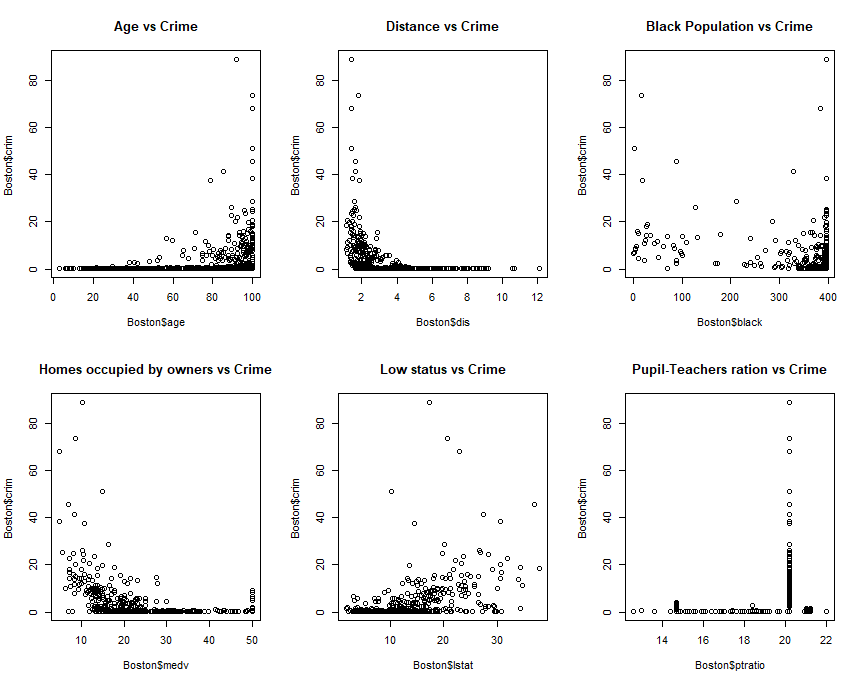 Age vs Crime
Boston$crim
0 20 40 60 80
0 20 40 60 80 100
Boston$age
Distance vs Crime
Boston$crim
0 20 40 60 80
2 4 6 8 10 12
Boston$dis
Black Population vs Crime
Boston$crim
0 20 40 60 80
0 100 200 300 400
Boston$black
Homes occupied by owners vs Crime
Boston$crim
0 20 40 60 80
10 20 30 40 50
Boston$medv
Low status vs Crime
Boston$crim
0 20 40 60 80
10 20 30
Boston$lstat
Pupil-Teachers ration vs Crime
Boston$crim
0 20 40 60 80
14 16 18 20 22
Boston$ptratio